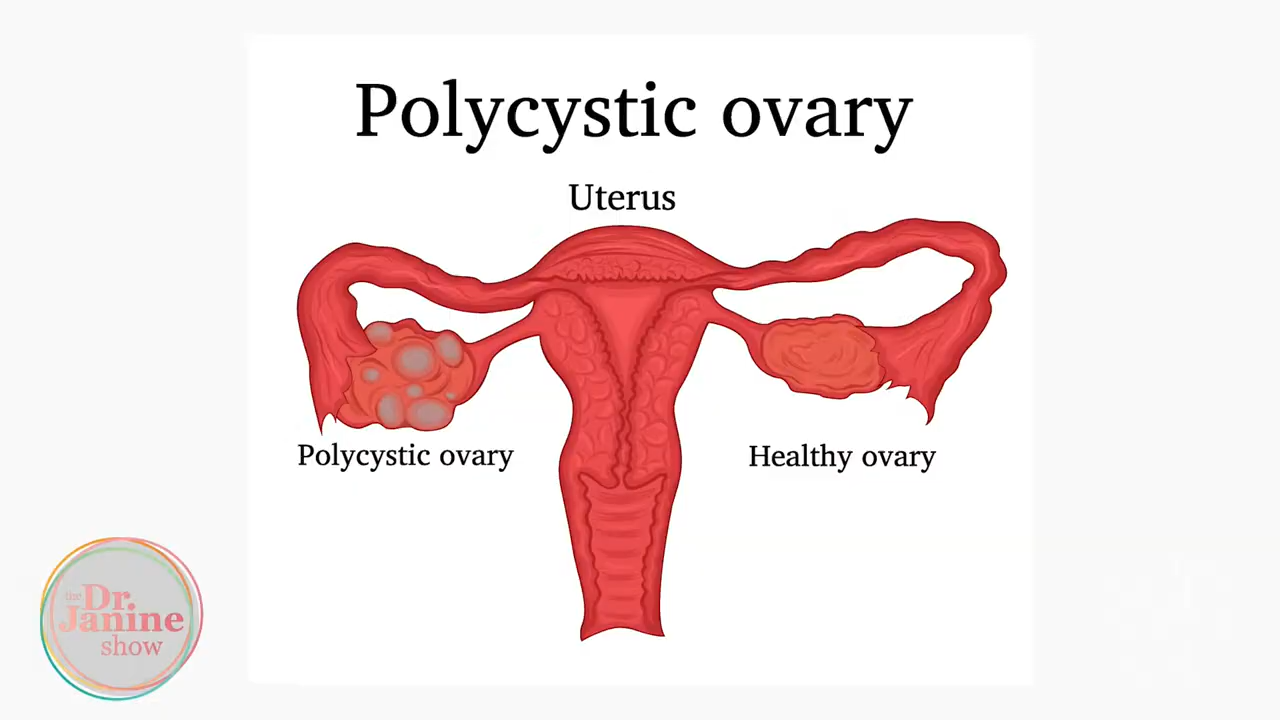 Polycystic ovary
Uterus
Polycystic ovary
Healthy ovary
the
Dr.
Janine
show